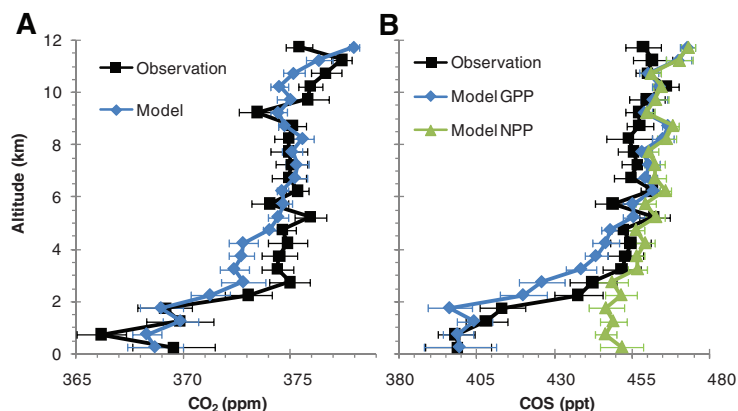 A
B
12
10
8
6
4
2
0
Altitude (km)
Observation
Model
365
370
375
CO₂ (ppm)
Observation
Model GPP
Model NPP
380
405
430
455
480
COS (ppt)